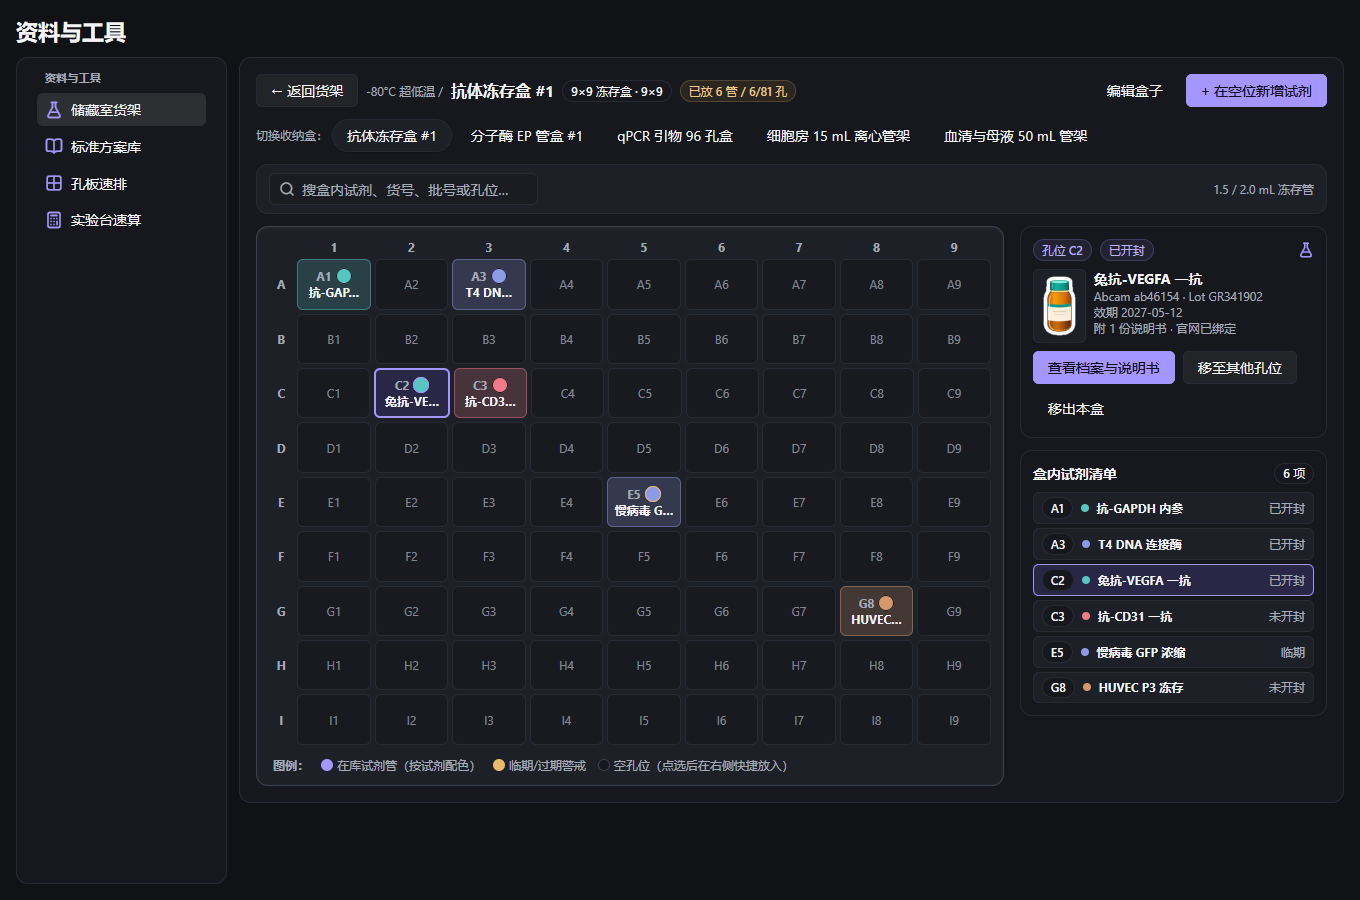 资料与工具
资料与工具
储藏室货架
标准方案库
孔板速排
实验台速算
← 返回货架 -80°C 超低温 / 抗体冻存盒 #1 9×9 冻存盒 · 9×9 已放 6 管 / 6/81 孔 编辑盒子 + 在空位新增试剂
切换收纳盒： 抗体冻存盒 #1 分子酶 EP 管盒 #1 qPCR 引物 96 孔盒 细胞房 15 mL 离心管架 血清与母液 50 mL 管架
搜盒内试剂、货号、批号或孔位... 1.5 / 2.0 mL 冻存管
1 2 3 4 5 6 7 8 9
A A1 抗-GAP... A2 A3 T4 DN... A4 A5 A6 A7 A8 A9
B B1 B2 B3 B4 B5 B6 B7 B8 B9
C C1 C2 兔抗-VE... C3 抗-CD3... C4 C5 C6 C7 C8 C9
D D1 D2 D3 D4 D5 D6 D7 D8 D9
E E1 E2 E3 E4 E5 慢病毒 G... E6 E7 E8 E9
F F1 F2 F3 F4 F5 F6 F7 F8 F9
G G1 G2 G3 G4 G5 G6 G7 G8 HUVEC... G9
H H1 H2 H3 H4 H5 H6 H7 H8 H9
I I1 I2 I3 I4 I5 I6 I7 I8 I9
图例： 在库试剂管（按试剂配色） 临期/过期警戒 空孔位（点选后在右侧快捷放入）
孔位 C2 已开封
兔抗-VEGFA 一抗
Abcam ab46154 · Lot GR341902
效期 2027-05-12
附 1 份说明书 · 官网已绑定
查看档案与说明书 移至其他孔位
移出本盒
盒内试剂清单 6 项
A1 抗-GAPDH 内参 已开封
A3 T4 DNA 连接酶 已开封
C2 兔抗-VEGFA 一抗 已开封
C3 抗-CD31 一抗 未开封
E5 慢病毒 GFP 浓缩 临期
G8 HUVEC P3 冻存 未开封